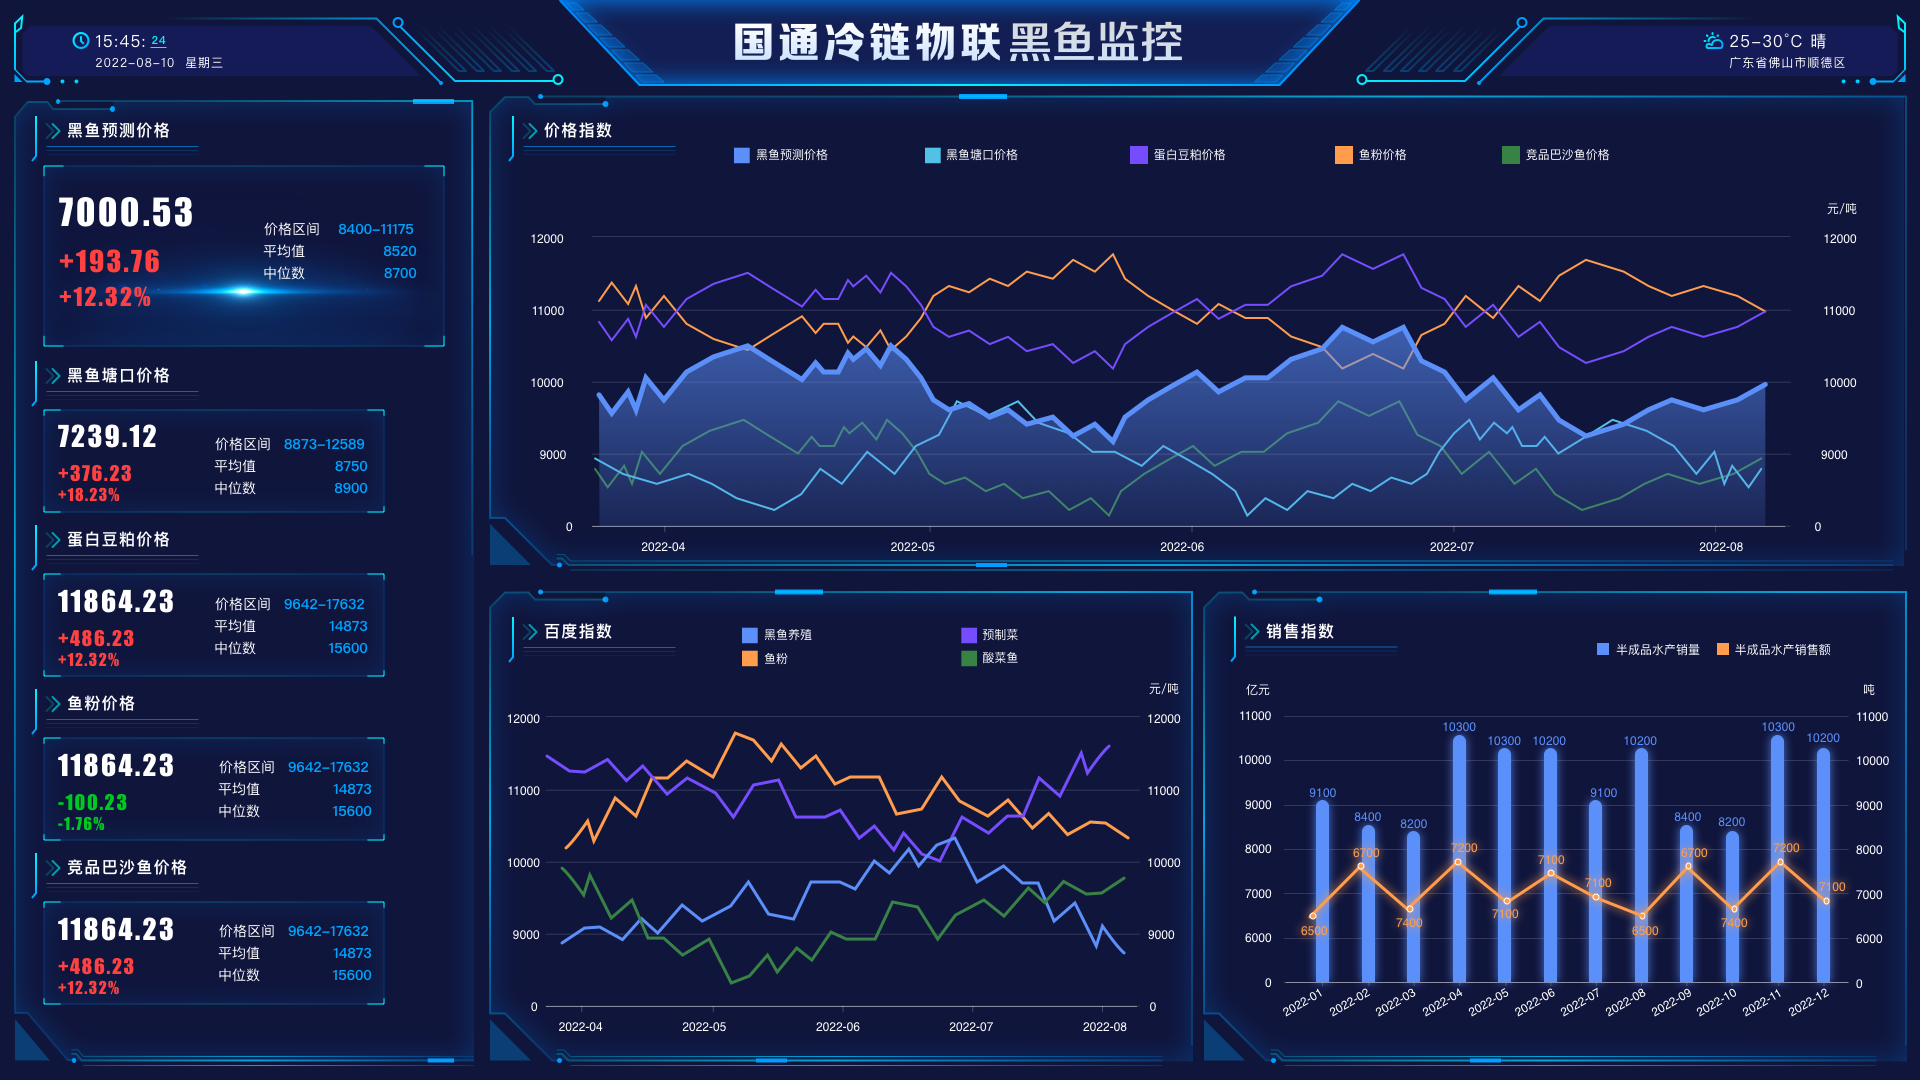 15:45: 24
2022-08-10 星期三
国通冷链物联黑鱼监控
25-30°C 晴
广东省佛山市顺德区
黑鱼预测价格
7000.53
+193.76
+12.32%
价格区间 8400-11175
平均值 8520
中位数 8700
黑鱼塘口价格
7239.12
+376.23
+18.23%
价格区间 8873-12589
平均值 8750
中位数 8900
蛋白豆粕价格
11864.23
+486.23
+12.32%
价格区间 9642-17632
平均值 14873
中位数 15600
鱼粉价格
11864.23
-100.23
-1.76%
价格区间 9642-17632
平均值 14873
中位数 15600
竞品巴沙鱼价格
11864.23
+486.23
+12.32%
价格区间 9642-17632
平均值 14873
中位数 15600
价格指数
黑鱼预测价格 黑鱼塘口价格 蛋白豆粕价格 鱼粉价格 竞品巴沙鱼价格
元/吨
12000 12000
11000 11000
10000 10000
9000 9000
0 0
2022-04 2022-05 2022-06 2022-07 2022-08
百度指数
黑鱼养殖 预制菜
鱼粉 酸菜鱼
元/吨
12000 12000
11000 11000
10000 10000
9000 9000
0 0
2022-04 2022-05 2022-06 2022-07 2022-08
销售指数
半成品水产销量 半成品水产销售额
亿元 吨
11000 11000
10000 10000
9000 9000
8000 8000
7000 7000
6000 6000
0 0
9100 8400 8200 10300 10300 10200 9100 10200 8400 8200 10300 10200
6500 6700 7400 7200 7100 7100 7100 6500 6700 7400 7200 7100
2022-01 2022-02 2022-03 2022-04 2022-05 2022-06 2022-07 2022-08 2022-09 2022-10 2022-11 2022-12